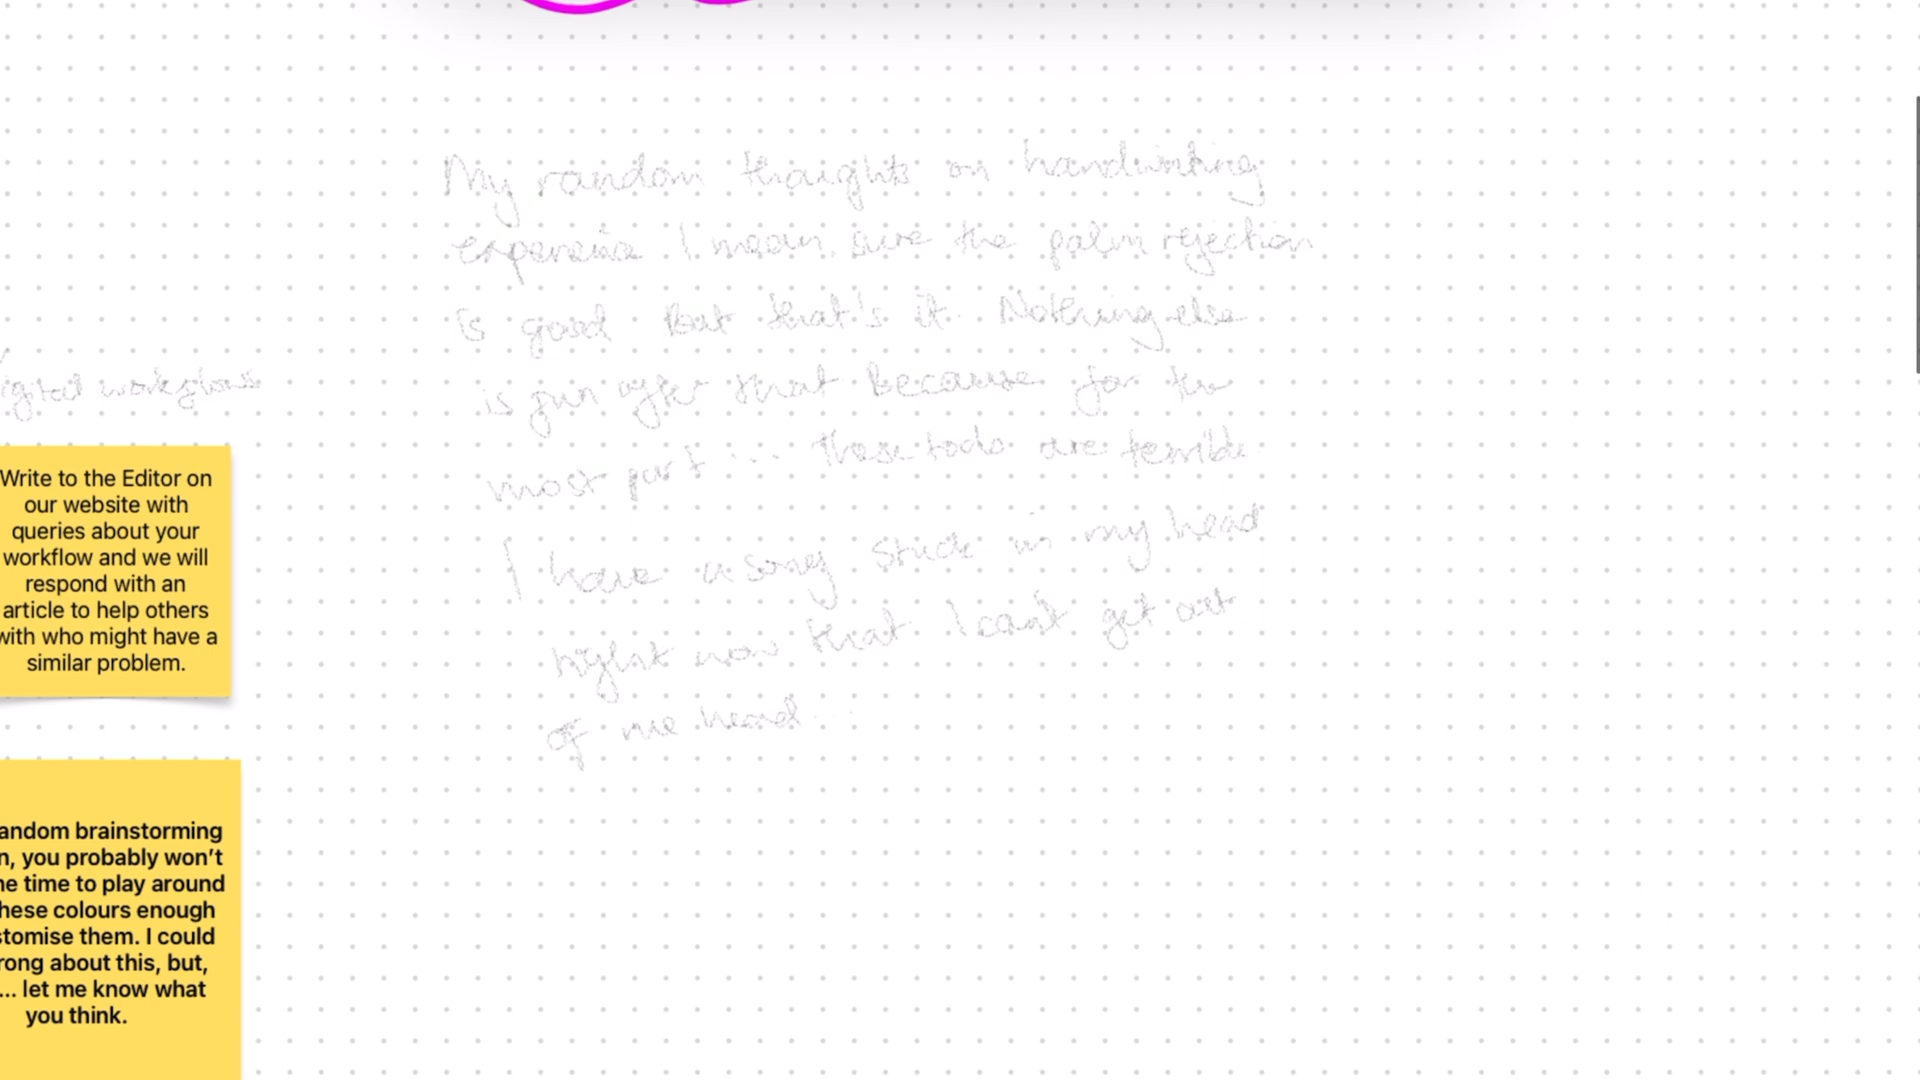 My random thoughts on handwriting
experence I mean, sure the palm rejection
is good But that's it. Nothing else
is fun after that Because for the
most part ... These todo are terrible
I have a song stuck in my head
right now that I can't get out
of me head.
igital workflows
Write to the Editor on
our website with
queries about your
workflow and we will
respond with an
article to help others
with who might have a
similar problem.
andom brainstorming
n, you probably won't
ne time to play around
hese colours enough
stomise them. I could
rong about this, but,
... let me know what
you think.